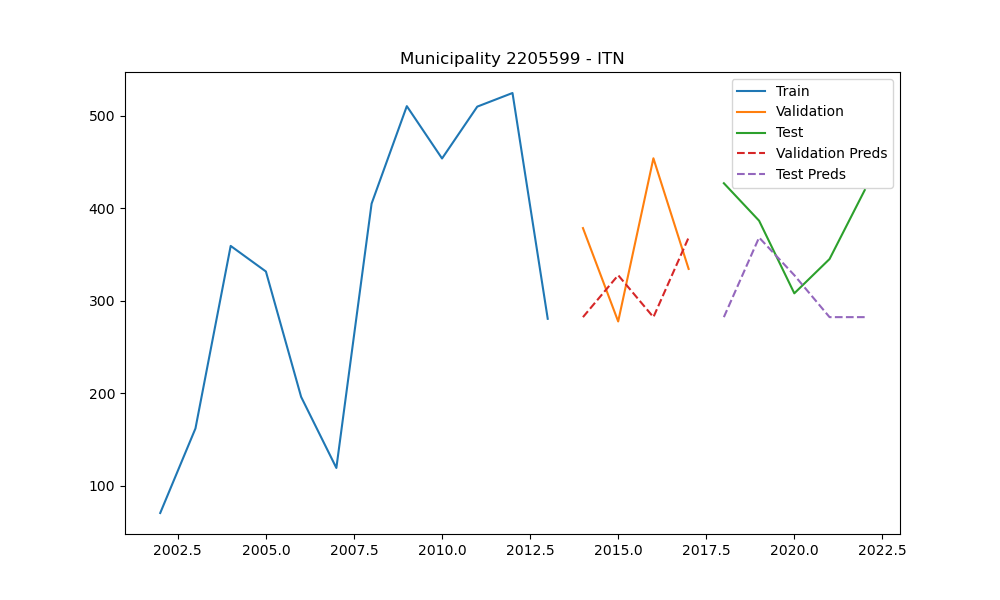 Municipality 2205599 - ITN
Train
Validation
Test
Validation Preds
Test Preds
500
400
300
200
100
2002.5 2005.0 2007.5 2010.0 2012.5 2015.0 2017.5 2020.0 2022.5